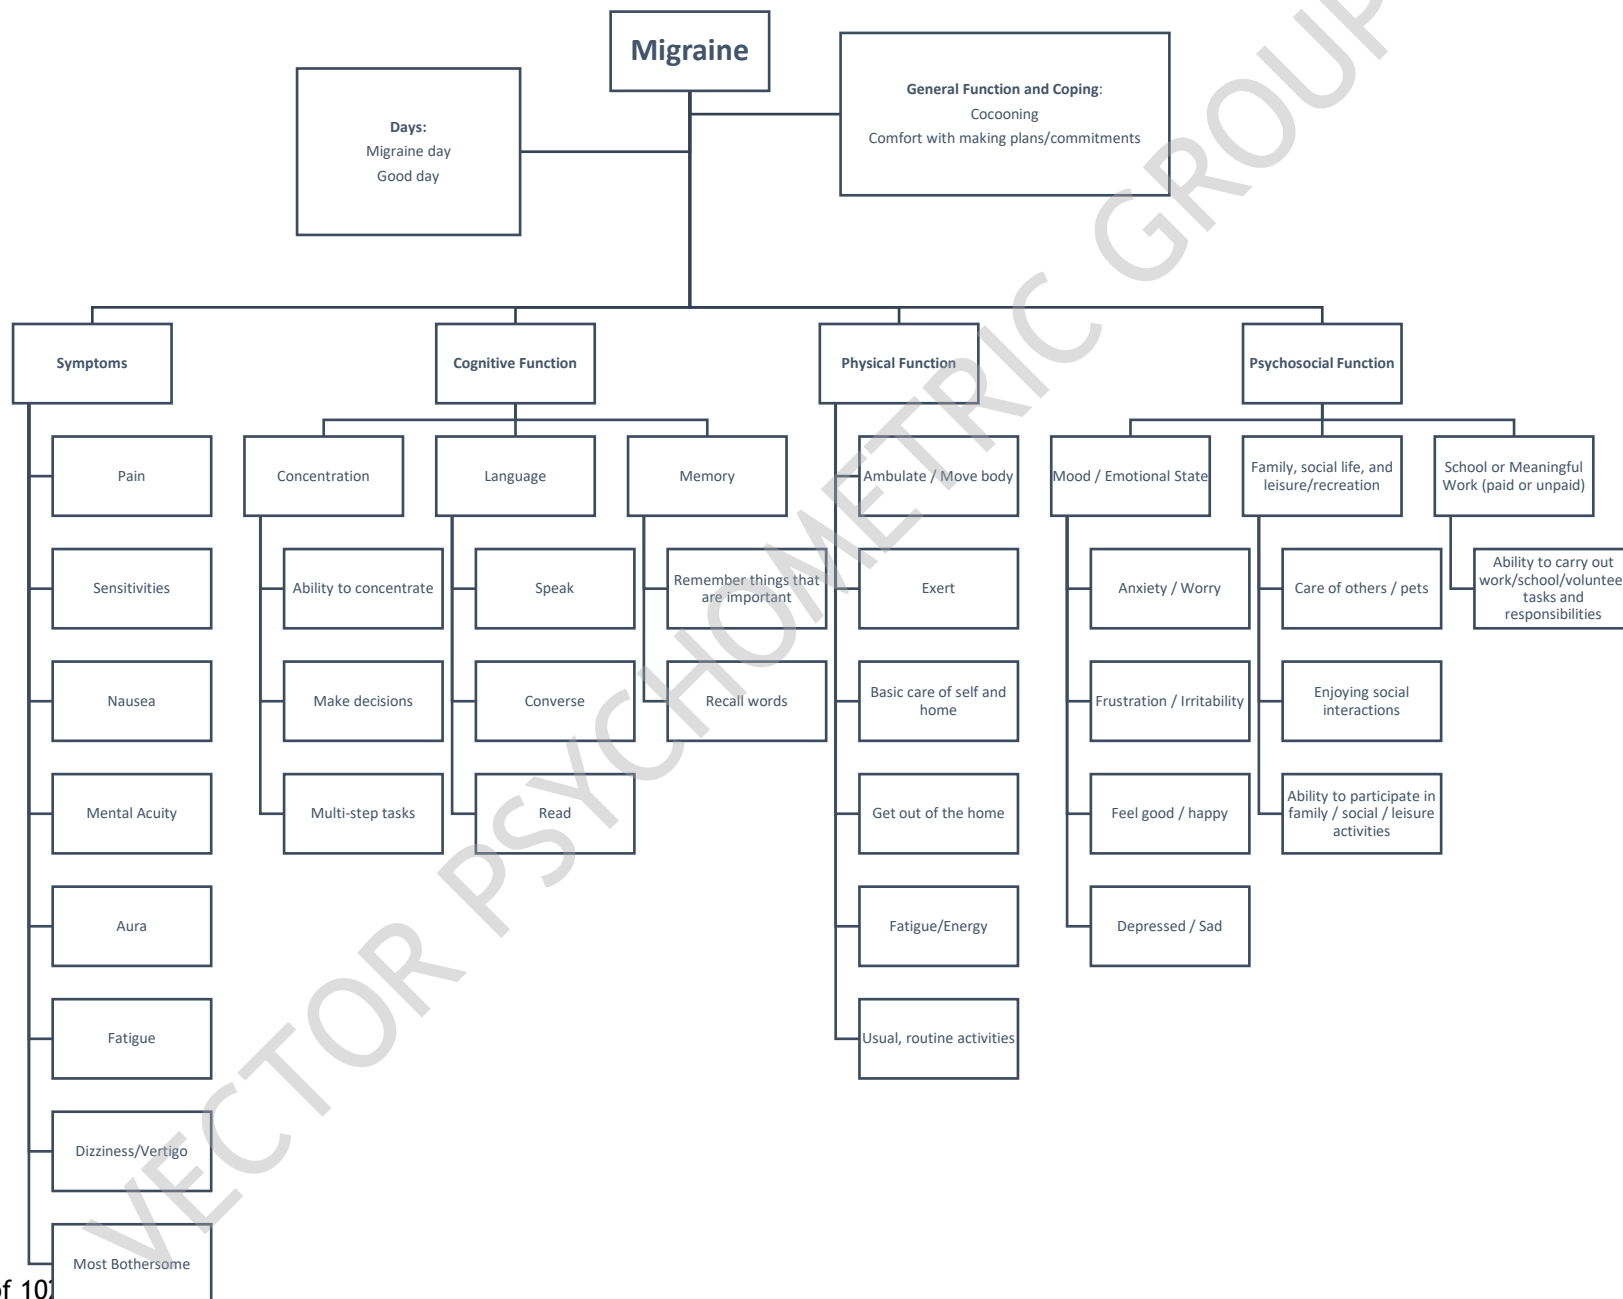 Migraine
General Function and Coping:
Cocooning
Comfort with making plans/commitments
Days:
Migraine day
Good day
Symptoms
Pain
Sensitivities
Nausea
Mental Acuity
Aura
Fatigue
Dizziness/Vertigo
Most Bothersome
Cognitive Function
Concentration
Ability to concentrate
Make decisions
Multi-step tasks
Language
Speak
Converse
Read
Memory
Remember things that
are important
Recall words
Physical Function
Ambulate / Move body
Exert
Basic care of self and
home
Get out of the home
Fatigue/Energy
Usual, routine activities
Psychosocial Function
Mood / Emotional State
Anxiety / Worry
Frustration / Irritability
Feel good / happy
Depressed / Sad
Family, social life, and
leisure/recreation
Care of others / pets
Enjoying social
interactions
Ability to participate in
family / social / leisure
activities
School or Meaningful
Work (paid or unpaid)
Ability to carry out
work/school/voluntee
tasks and
responsibilities
VECTOR PSYCHOMETRIC GROUP
of 102